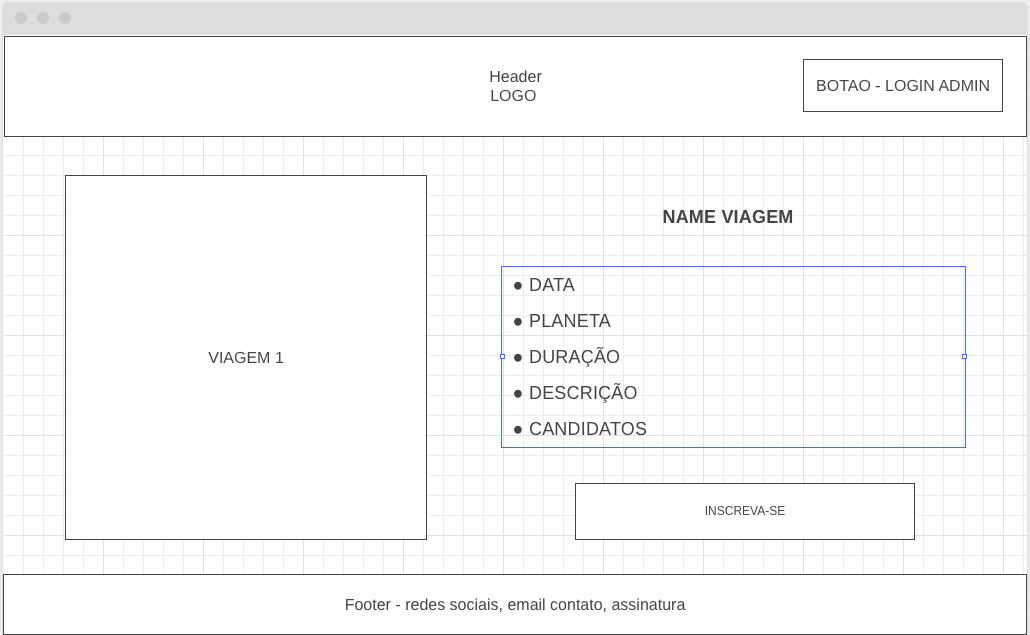 Header
LOGO
BOTAO - LOGIN ADMIN
VIAGEM 1
NAME VIAGEM
● DATA
● PLANETA
● DURAÇÃO
● DESCRIÇÃO
● CANDIDATOS
INSCREVA-SE
Footer - redes sociais, email contato, assinatura